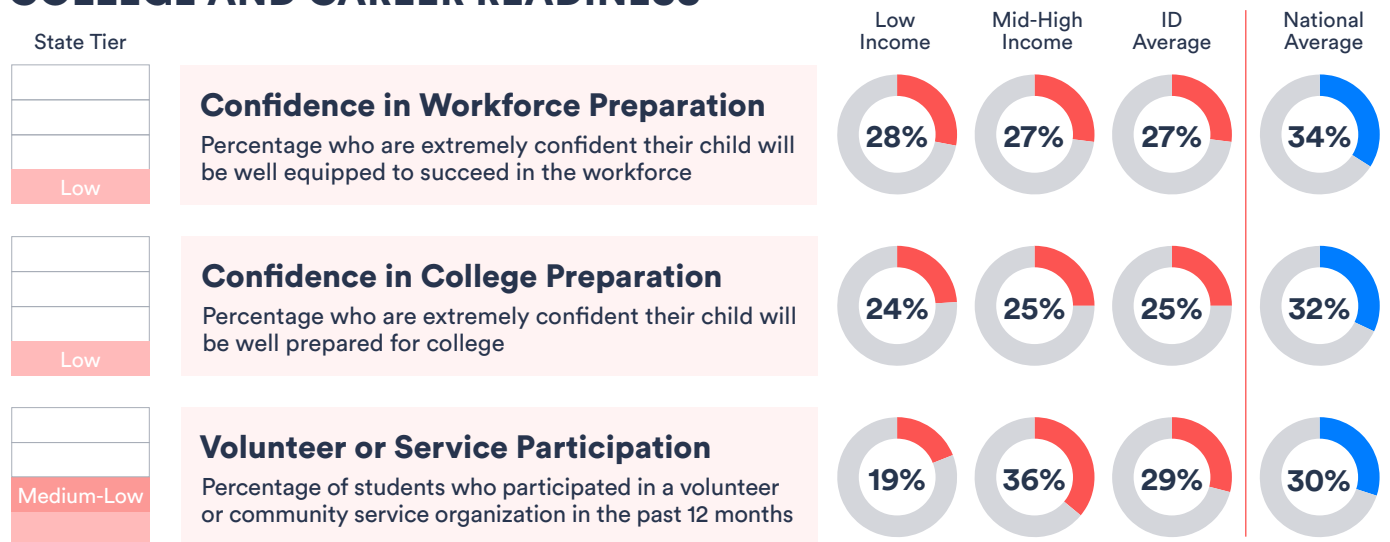 COLLEGE AND CAREER READINESS
State Tier
Low
Income
Mid-High
Income
ID
Average
National
Average
Low
Confidence in Workforce Preparation
Percentage who are extremely confident their child will
be well equipped to succeed in the workforce
28%
27%
27%
34%
Low
Confidence in College Preparation
Percentage who are extremely confident their child will
be well prepared for college
24%
25%
25%
32%
Medium-Low
Volunteer or Service Participation
Percentage of students who participated in a volunteer
or community service organization in the past 12 months
19%
36%
29%
30%